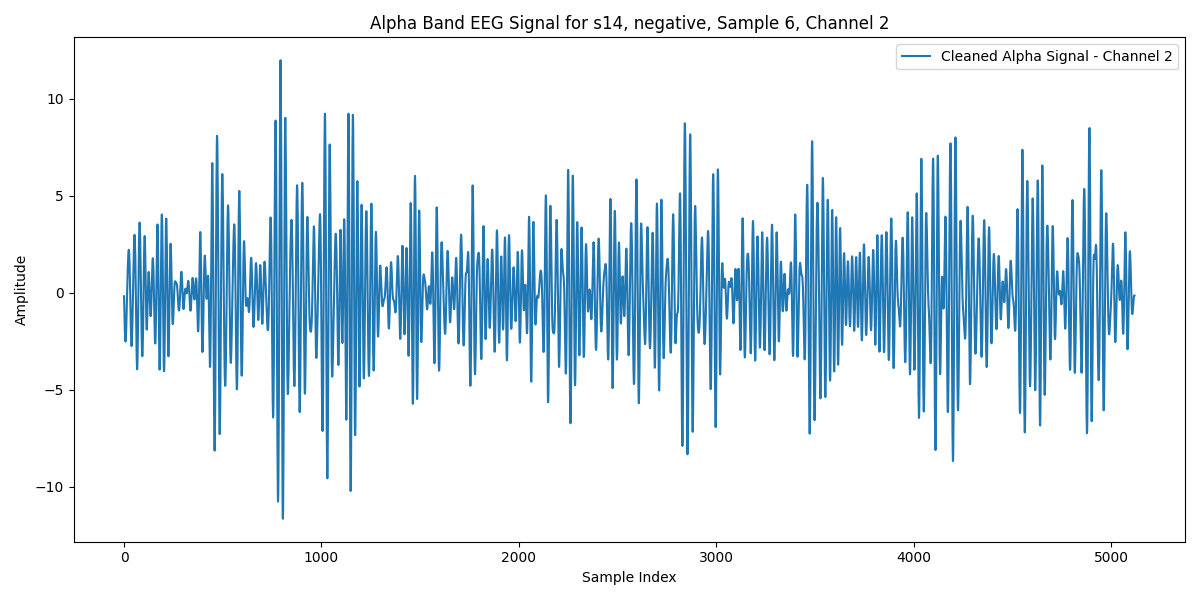 Alpha Band EEG Signal for s14, negative, Sample 6, Channel 2
Cleaned Alpha Signal - Channel 2
Amplitude
10
5
0
−5
−10
0 1000 2000 3000 4000 5000
Sample Index